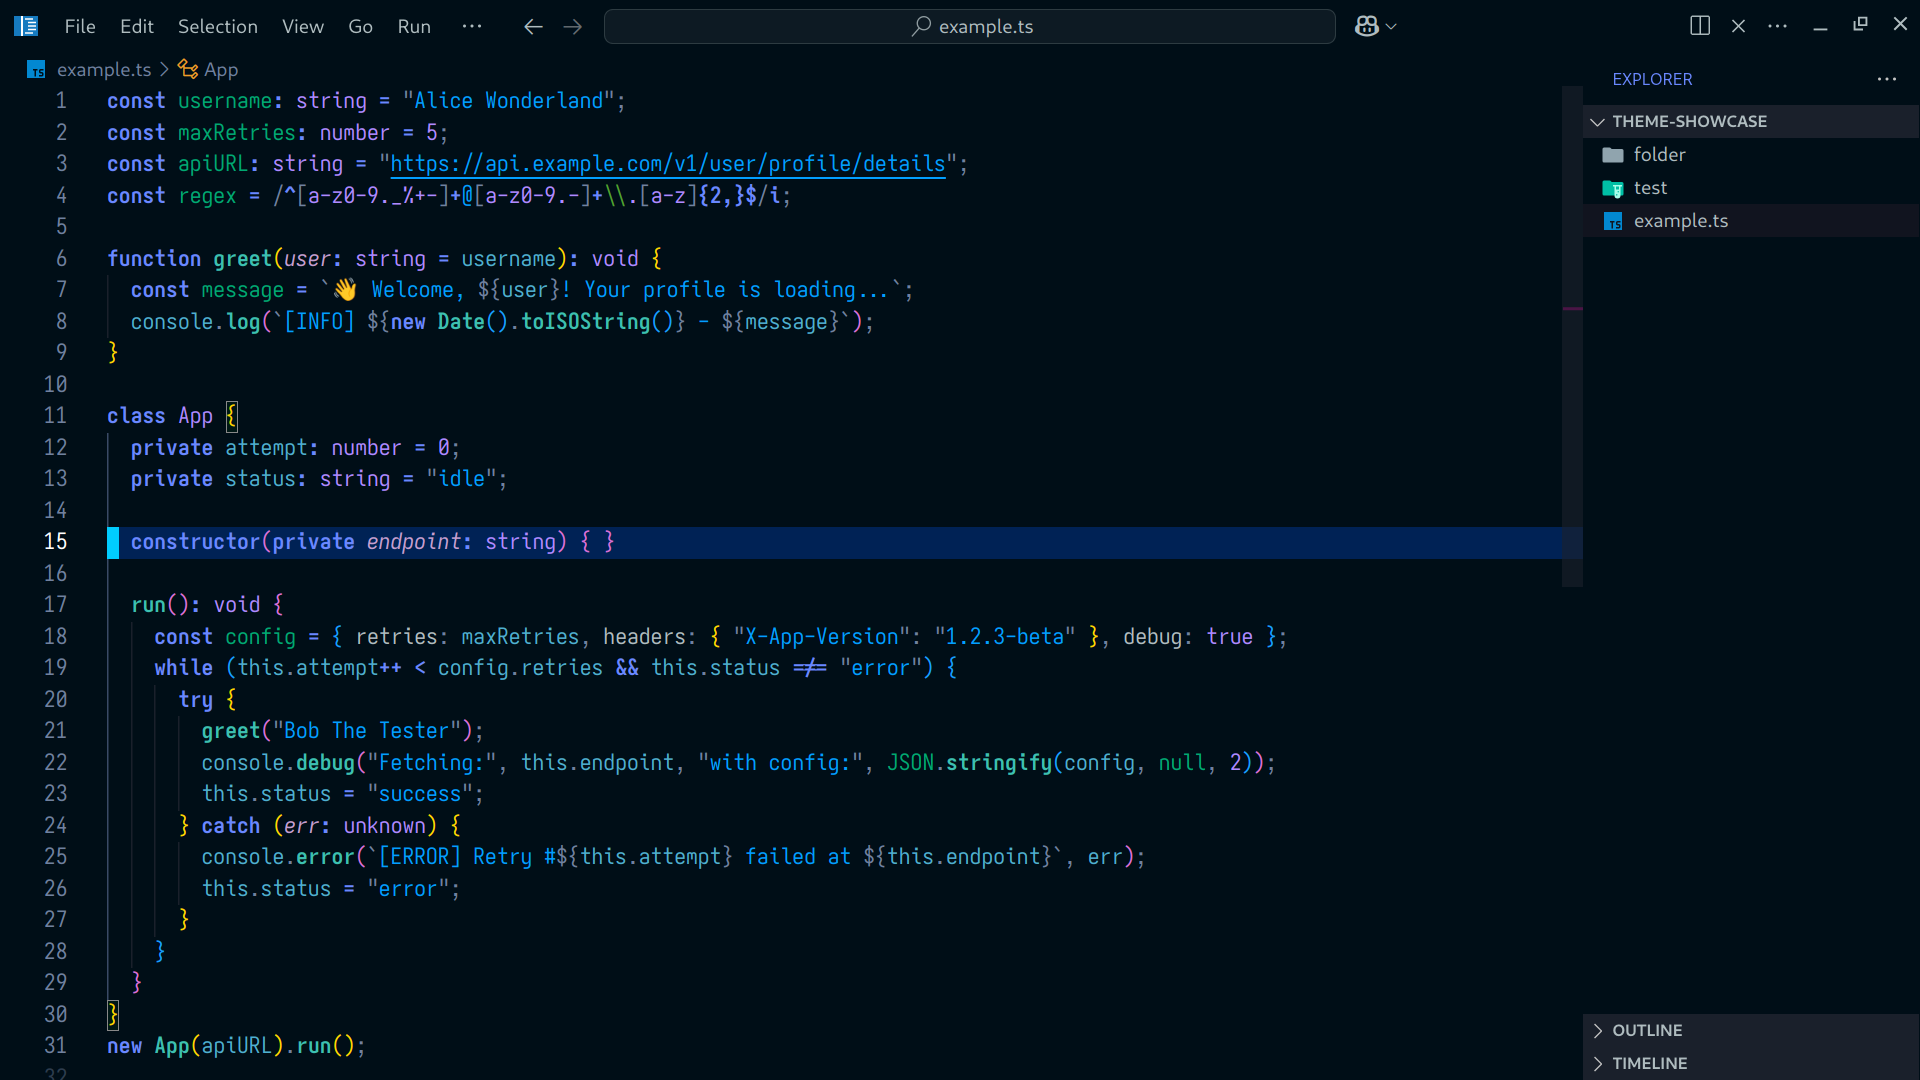 File Edit Selection View Go Run ··· example.ts
example.ts > App
1 const username: string = "Alice Wonderland";
2 const maxRetries: number = 5;
3 const apiURL: string = "https://api.example.com/v1/user/profile/details";
4 const regex = /^[a-z0-9._%+-]+@[a-z0-9.-]+\\.[a-z]{2,}$/i;
5
6 function greet(user: string = username): void {
7   const message = `👋 Welcome, ${user}! Your profile is loading...`;
8   console.log(`[INFO] ${new Date().toISOString()} - ${message}`);
9 }
10
11 class App {
12   private attempt: number = 0;
13   private status: string = "idle";
14
15   constructor(private endpoint: string) { }
16
17   run(): void {
18     const config = { retries: maxRetries, headers: { "X-App-Version": "1.2.3-beta" }, debug: true };
19     while (this.attempt++ < config.retries && this.status !== "error") {
20       try {
21         greet("Bob The Tester");
22         console.debug("Fetching:", this.endpoint, "with config:", JSON.stringify(config, null, 2));
23         this.status = "success";
24       } catch (err: unknown) {
25         console.error(`[ERROR] Retry #${this.attempt} failed at ${this.endpoint}`, err);
26         this.status = "error";
27       }
28     }
29   }
30 }
31 new App(apiURL).run();
32
EXPLORER ···
THEME-SHOWCASE
folder
test
TS example.ts
OUTLINE
TIMELINE